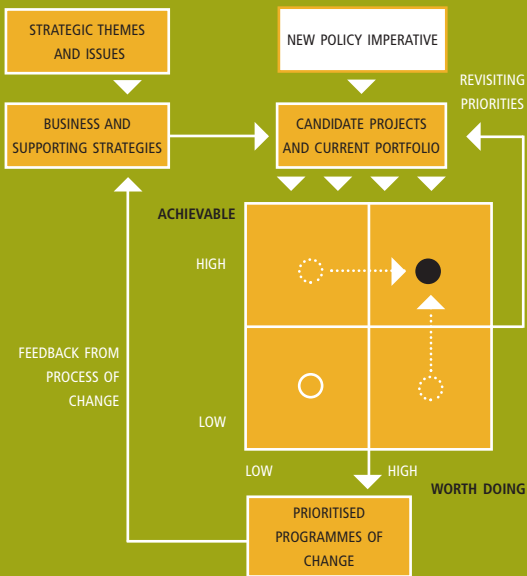 STRATEGIC THEMES
AND ISSUES
NEW POLICY IMPERATIVE
REVISITING
PRIORITIES
BUSINESS AND
SUPPORTING STRATEGIES
CANDIDATE PROJECTS
AND CURRENT PORTFOLIO
ACHIEVABLE
HIGH
FEEDBACK FROM
PROCESS OF
CHANGE
LOW
LOW
HIGH
WORTH DOING
PRIORITISED
PROGRAMMES OF
CHANGE